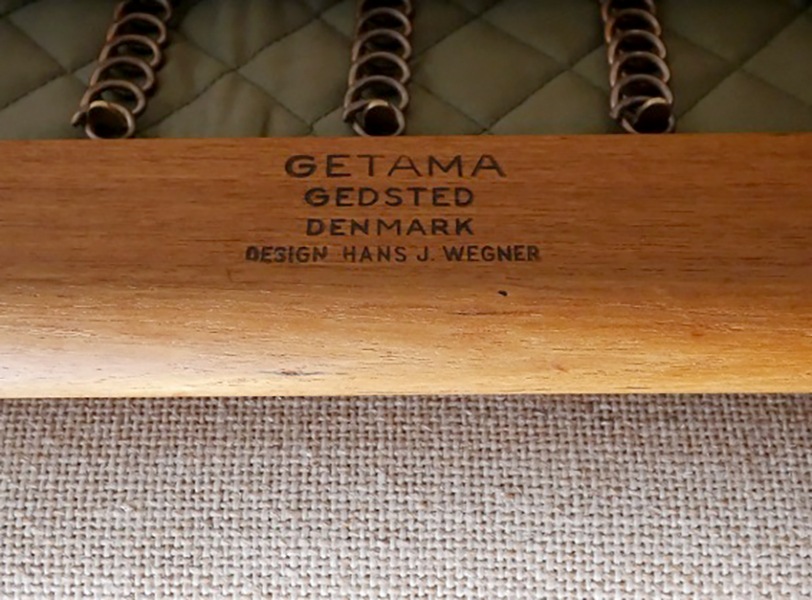 GETAMA
GEDSTED
DENMARK
DESIGN HANS J. WEGNER